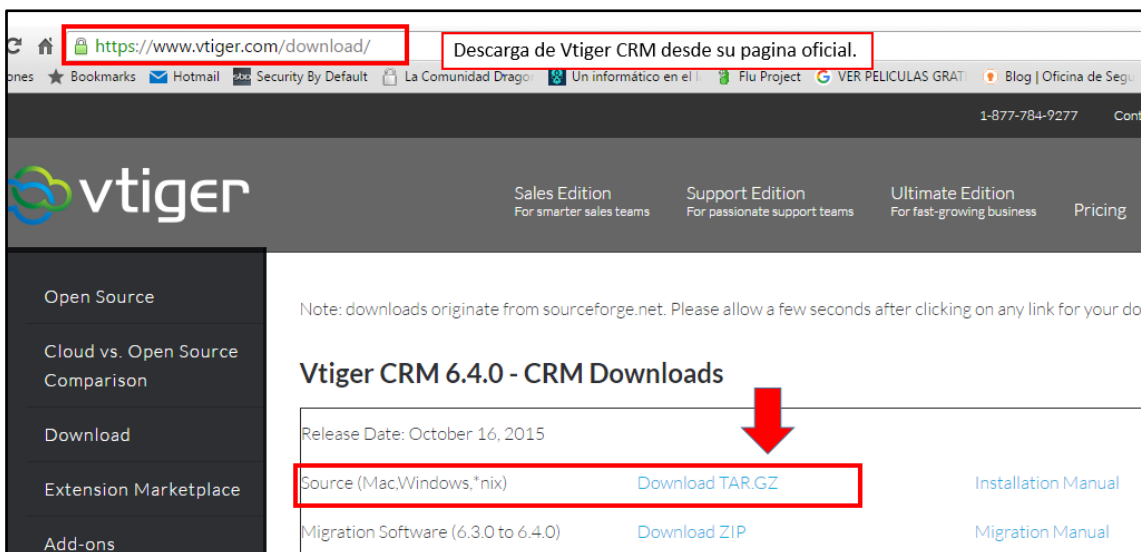 https://www.vtiger.com/download/
Descarga de Vtiger CRM desde su pagina oficial.
ones Bookmarks Hotmail Security By Default La Comunidad Drago Un informático en el l Flu Project VER PELICULAS GRATI Blog | Oficina de Segu
1-877-784-9277 Cont
vtiger
Sales Edition Support Edition Ultimate Edition
For smarter sales teams For passionate support teams For fast-growing business Pricing
Open Source
Note: downloads originate from sourceforge.net. Please allow a few seconds after clicking on any link for your do
Cloud vs. Open Source
Comparison
Vtiger CRM 6.4.0 - CRM Downloads
Download
Release Date: October 16, 2015
Extension Marketplace
Source (Mac,Windows,*nix) Download TAR.GZ Installation Manual
Migration Software (6.3.0 to 6.4.0) Download ZIP Migration Manual
Add-ons